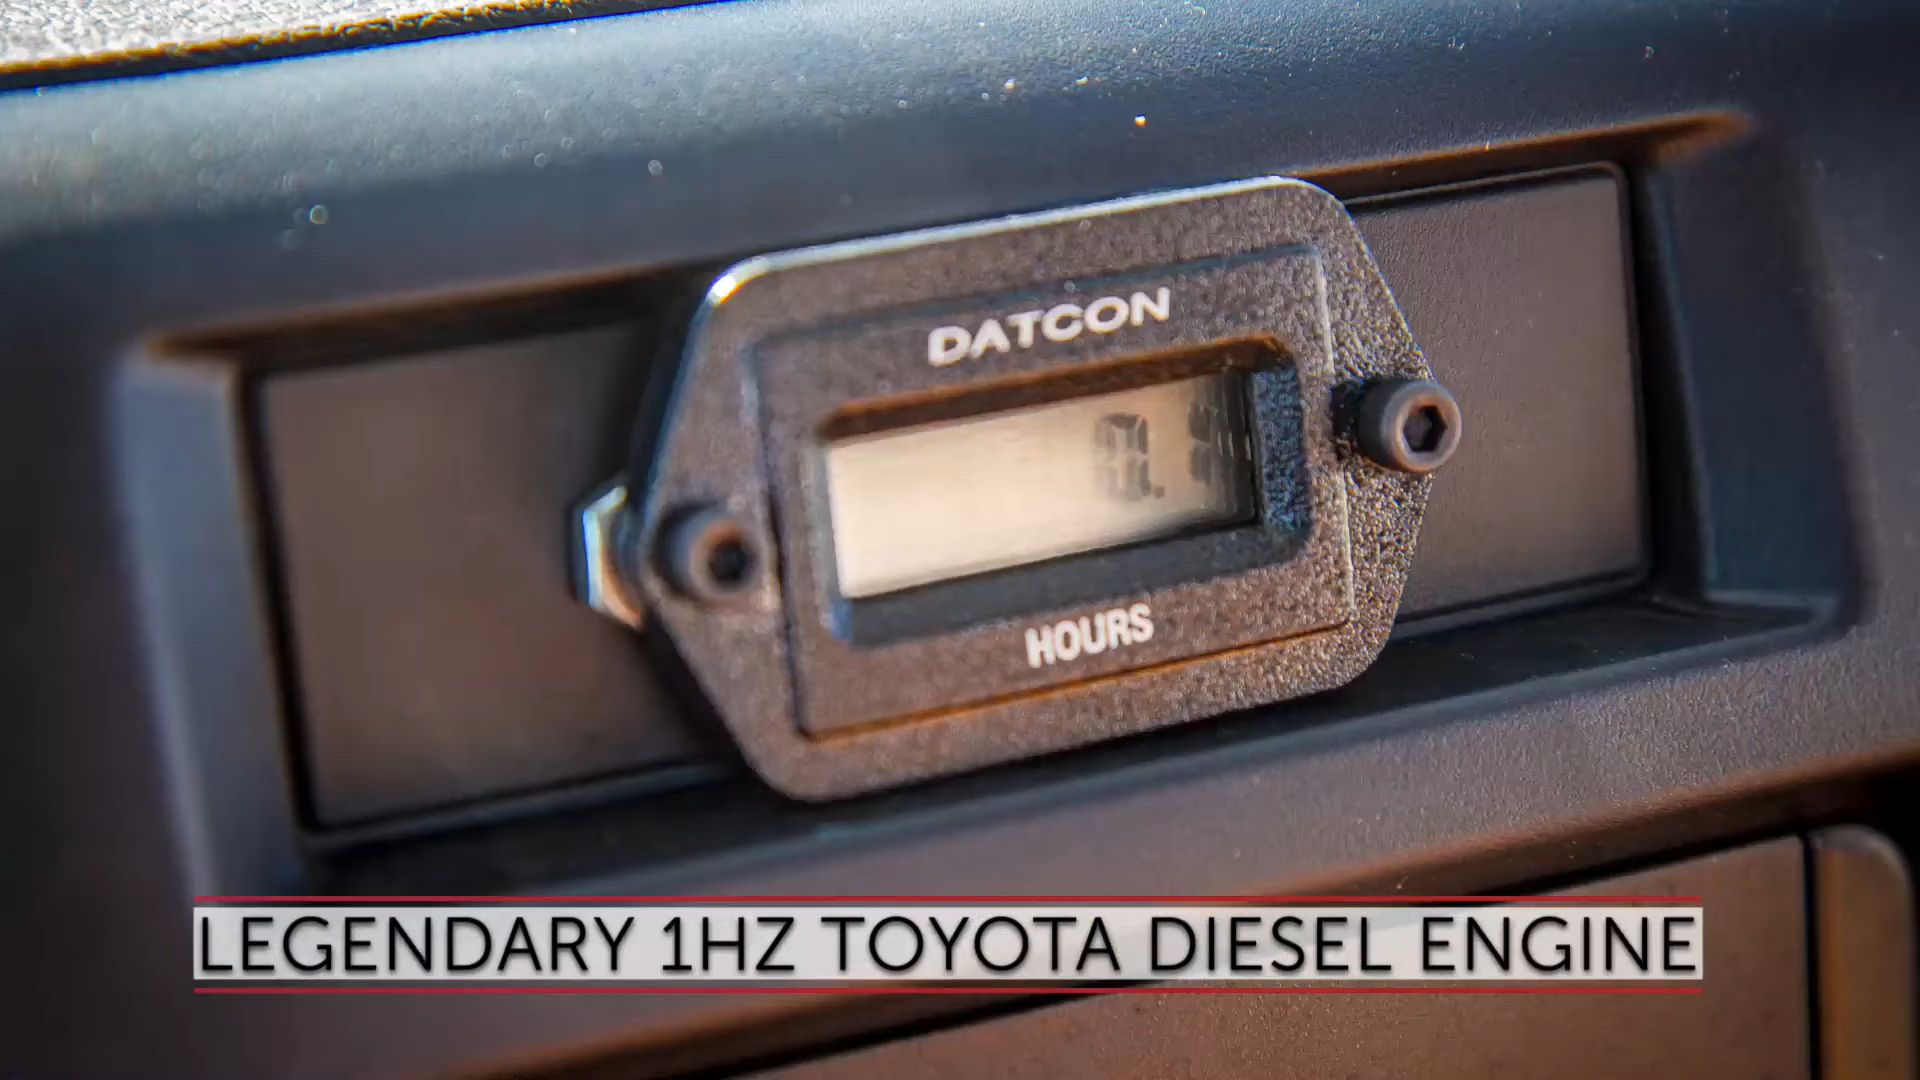 DATCON
HOURS
LEGENDARY 1HZ TOYOTA DIESEL ENGINE